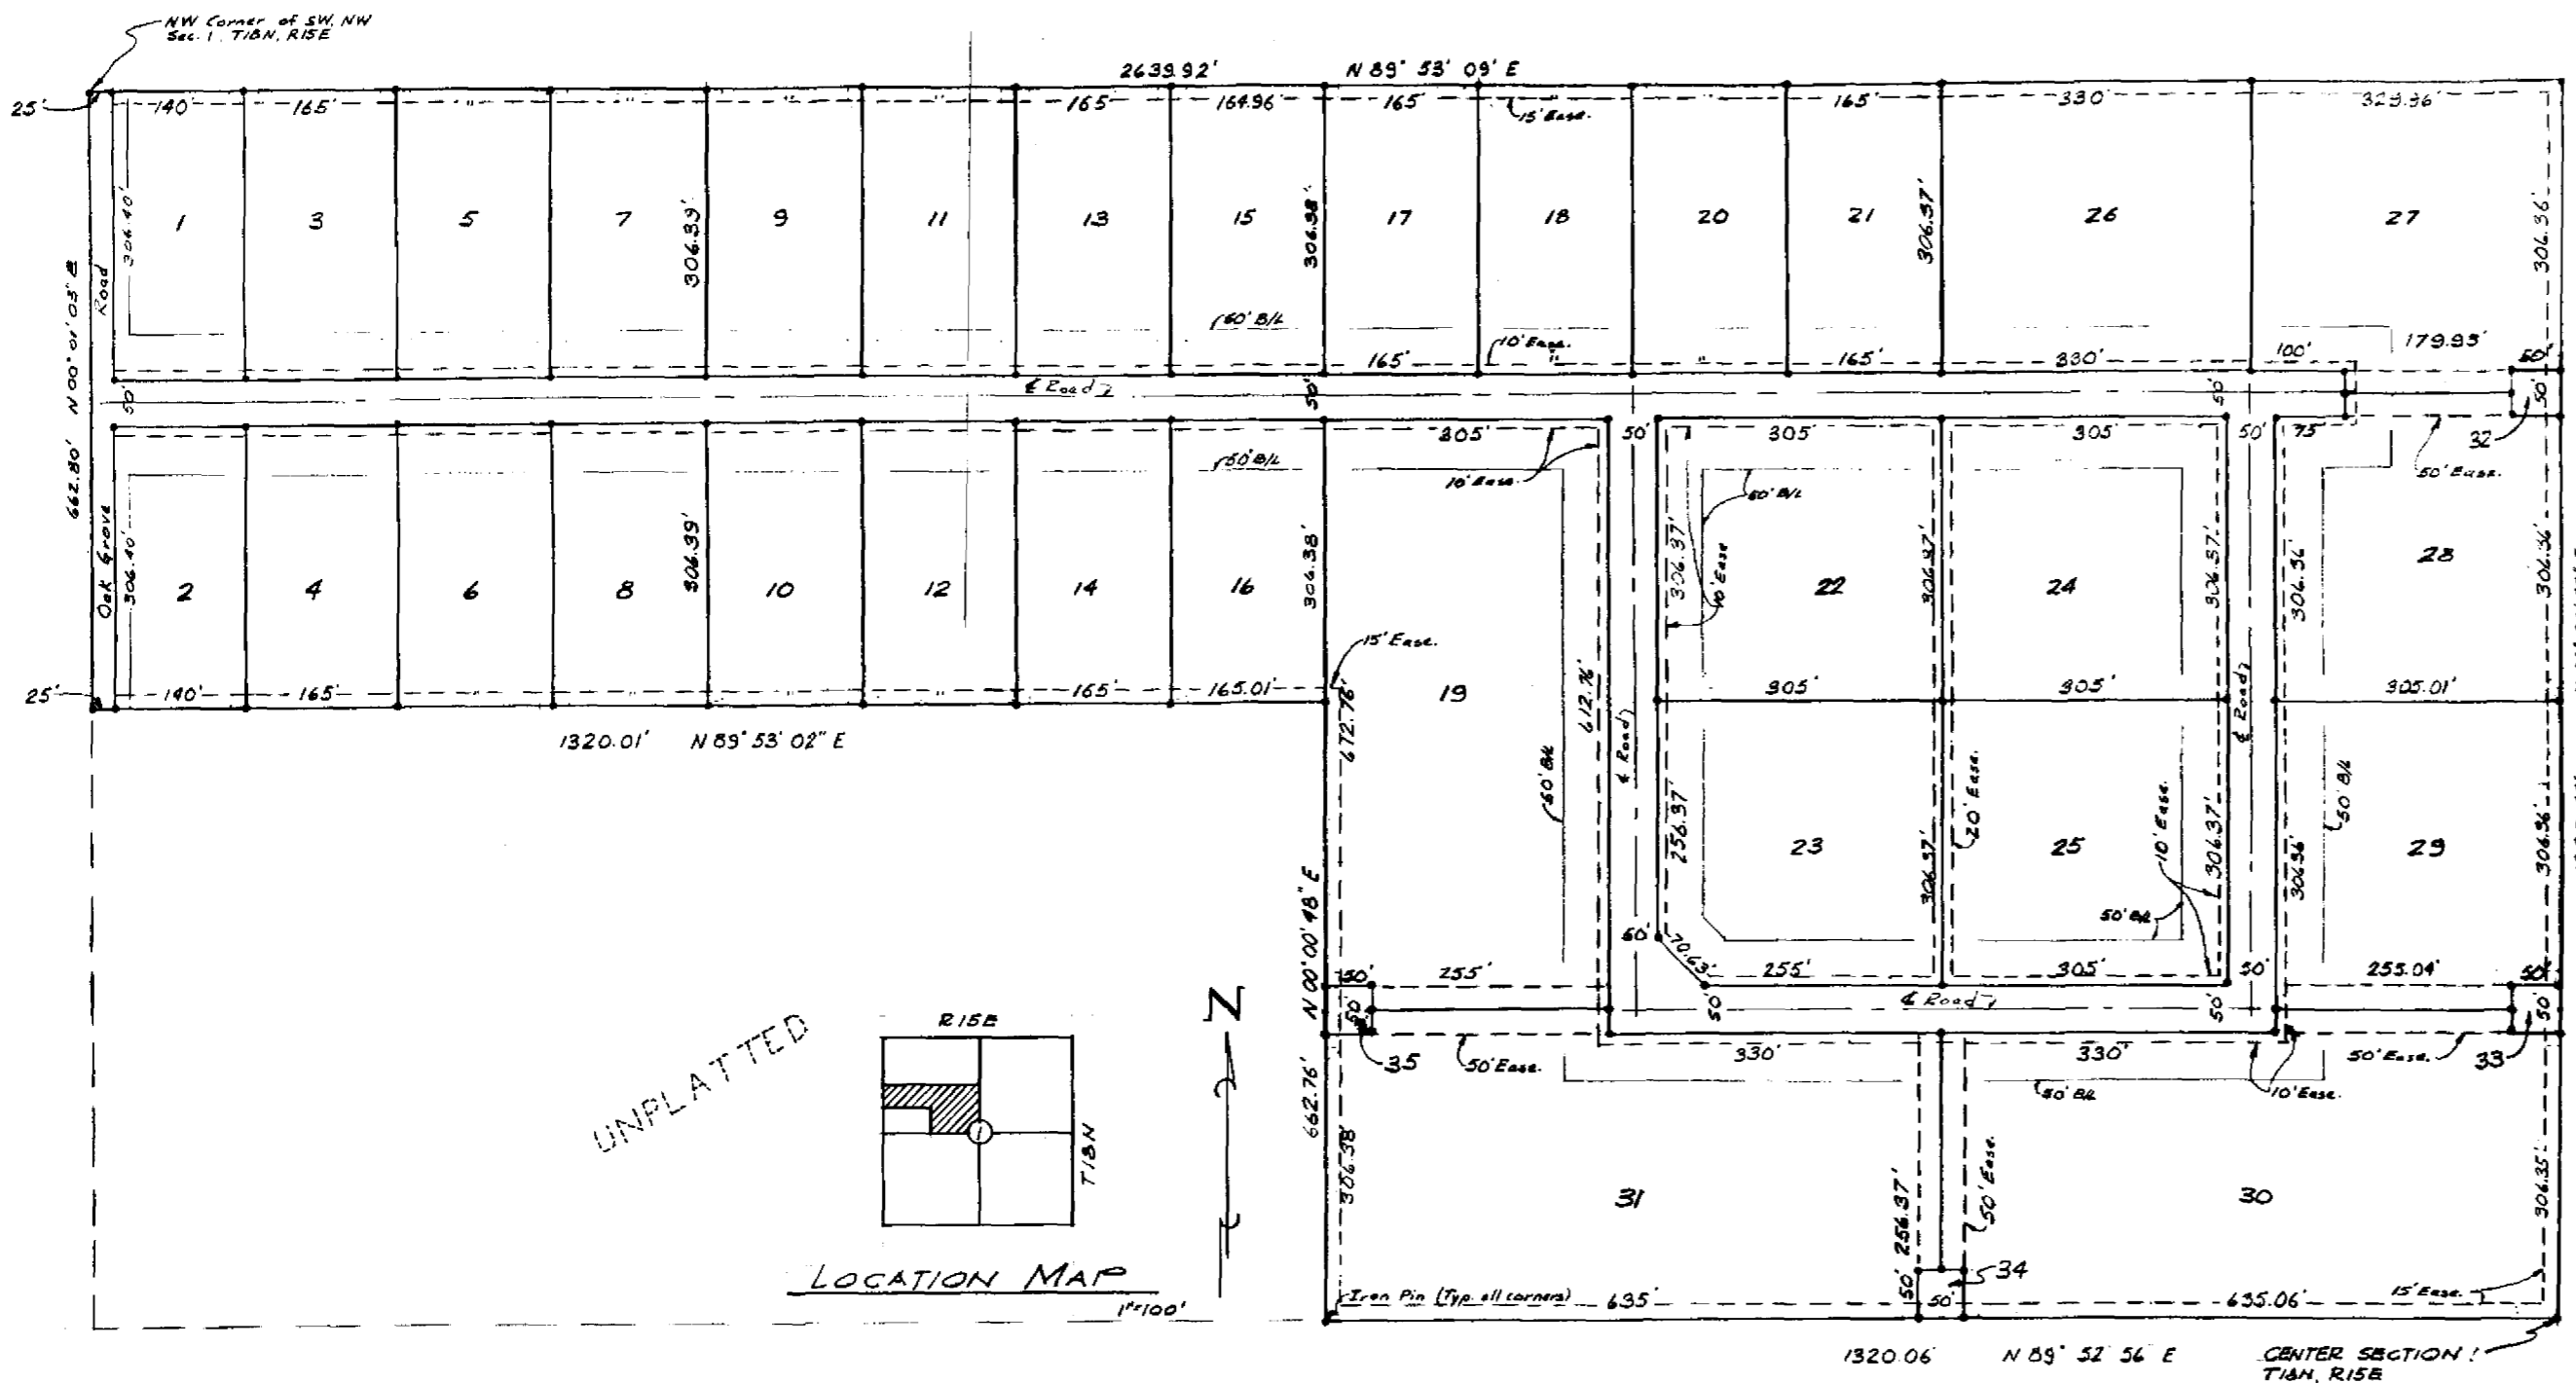 NW Corner of SW, NW
Sec. 1, T18N, R15E
2639.92' N 89° 53' 09" E
25' 140' 165' " " " " 165' 164.96' 165' " " 165' 330' 329.96'
15' Ease.
N 00° 01' 03" E
662.80'
Road
306.40'
1 3 5 7 306.39' 9 11 13 15 306.38' 17 18 20 21 306.37' 26 27 306.36'
50' B/L
10' Ease.
165' " " 165' 330' 100' 179.95' 50'
50' ₵ Road 50' 50' 50'
305' 50' 305' 305' 50' 75' 32
50' B/L
10' Ease.
50' B/L
50' Ease.
Oak Grove
306.40'
2 4 6 8 306.39' 10 12 14 16 306.38'
15' Ease.
25' 140' 165' " " " " 165' 165.01'
1320.01' N 89° 53' 02" E
672.76'
19
612.76'
₵ Road
50' B/L
306.37'
10' Ease
22 306.37' 24 306.37' 306.36' 28 306.36'
305' 305' 305.01'
₵ Road
256.37'
23 306.37' 20' Ease. 25 10' Ease. 306.37' 306.36' 50' B/L 29 306.36'
50' B/L
50' 70.63'
N 00° 00' 48" E
662.76'
50' 255' 255' 305' 50' 255.04' 50'
50' 50' ₵ Road 50' 50'
35 50' Ease. 330' 330' 50' Ease. 33
50' B/L 10' Ease.
306.38'
31 256.37' 50' Ease. 30 306.35'
50' 34
Iron Pin (Typ. all corners) 635' 50' 635.06' 15' Ease.
1320.06' N 89° 52' 56" E
CENTER SECTION 1
T18N, R15E
UNPLATTED
R15E
T18N
1
LOCATION MAP
1"=100'
N